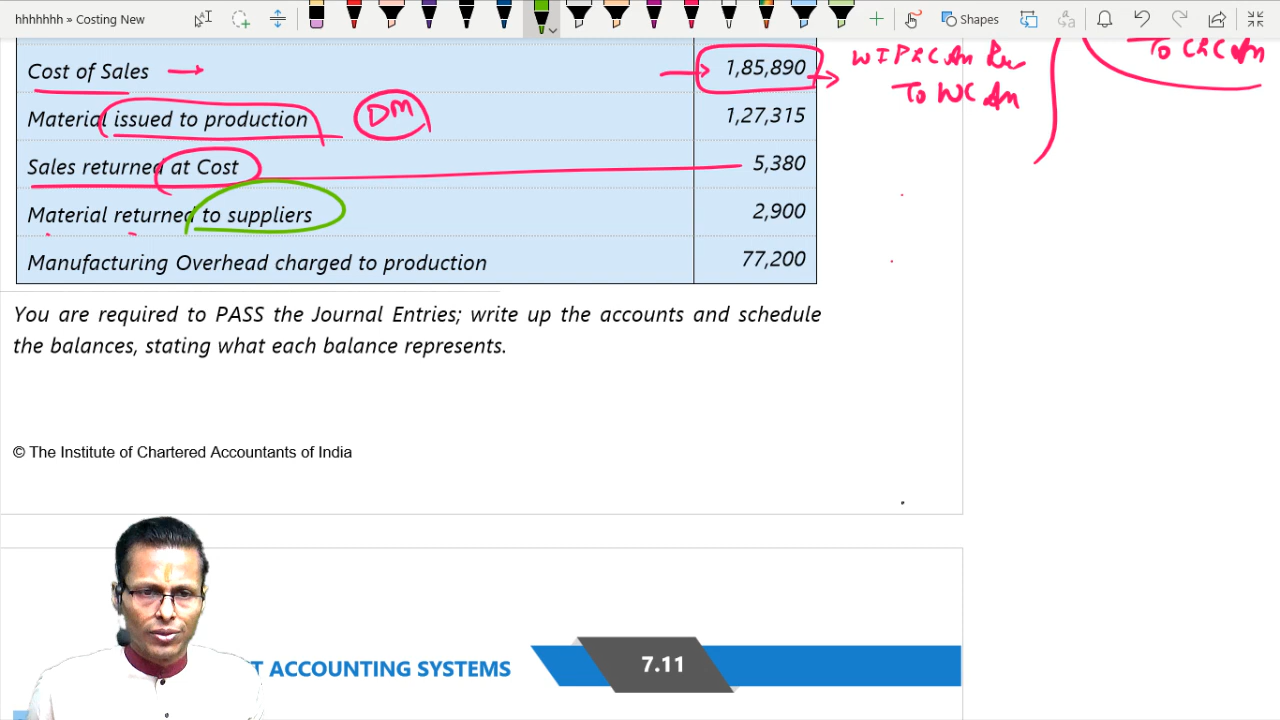 hhhhhhh » Costing New
Shapes
Cost of Sales 1,85,890
Material issued to production DM 1,27,315
Sales returned at Cost 5,380
Material returned to suppliers 2,900
Manufacturing Overhead charged to production 77,200
To WC
You are required to PASS the Journal Entries; write up the accounts and schedule
the balances, stating what each balance represents.
© The Institute of Chartered Accountants of India
T ACCOUNTING SYSTEMS 7.11